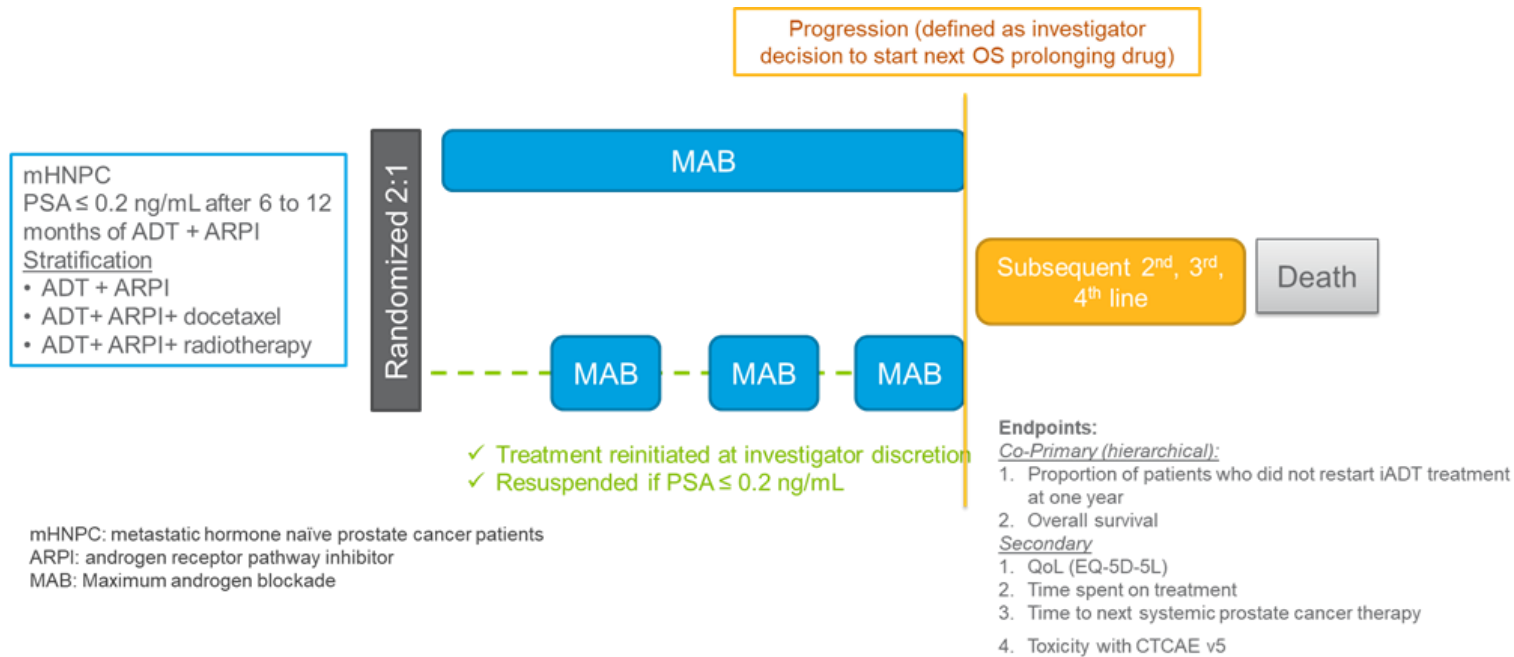 Progression (defined as investigator
decision to start next OS prolonging drug)
mHNPC
PSA ≤ 0.2 ng/mL after 6 to 12
months of ADT + ARPI
Stratification
• ADT + ARPI
• ADT+ ARPI+ docetaxel
• ADT+ ARPI+ radiotherapy
Randomized 2:1
MAB
MAB
MAB
MAB
✓ Treatment reinitiated at investigator discretion
✓ Resuspended if PSA ≤ 0.2 ng/mL
Subsequent 2nd, 3rd,
4th line
Death
Endpoints:
Co-Primary (hierarchical):
1. Proportion of patients who did not restart iADT treatment
at one year
2. Overall survival
Secondary
1. QoL (EQ-5D-5L)
2. Time spent on treatment
3. Time to next systemic prostate cancer therapy
4. Toxicity with CTCAE v5
mHNPC: metastatic hormone naïve prostate cancer patients
ARPI: androgen receptor pathway inhibitor
MAB: Maximum androgen blockade